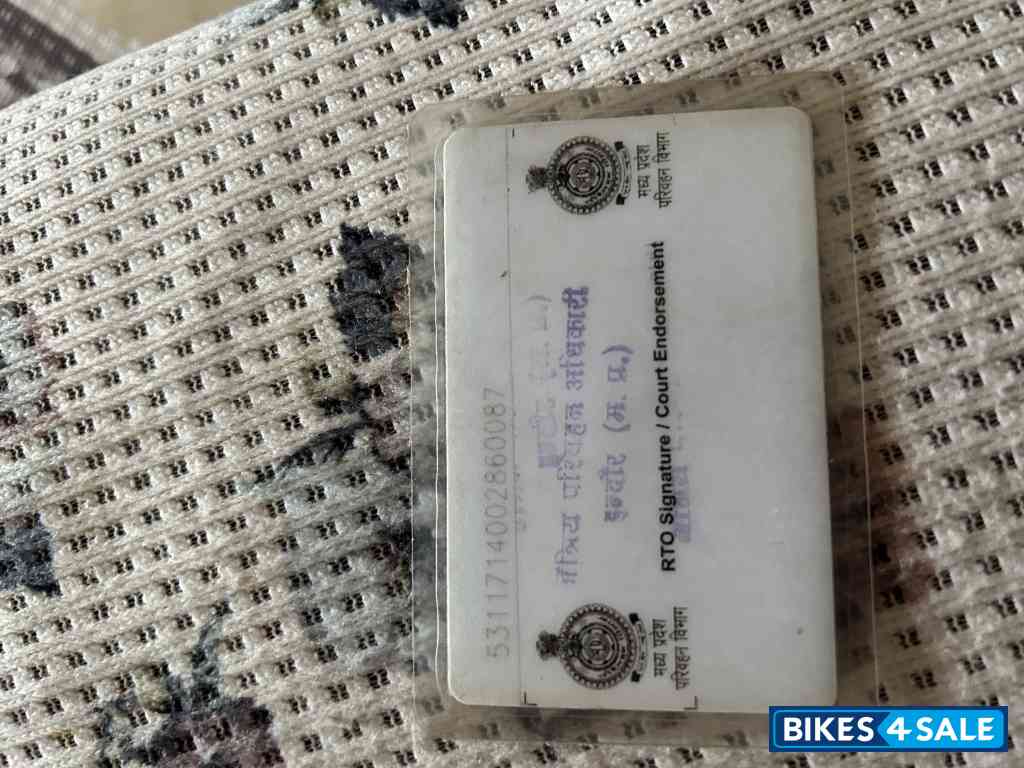 5311714002860087
क्षेत्रिय परिवहन अधिकारी
इन्दौर (म. प्र.)
RTO Signature / Court Endorsement
मध्य प्रदेश
परिवहन विभाग
मध्य प्रदेश
परिवहन विभाग
BIKES4SALE